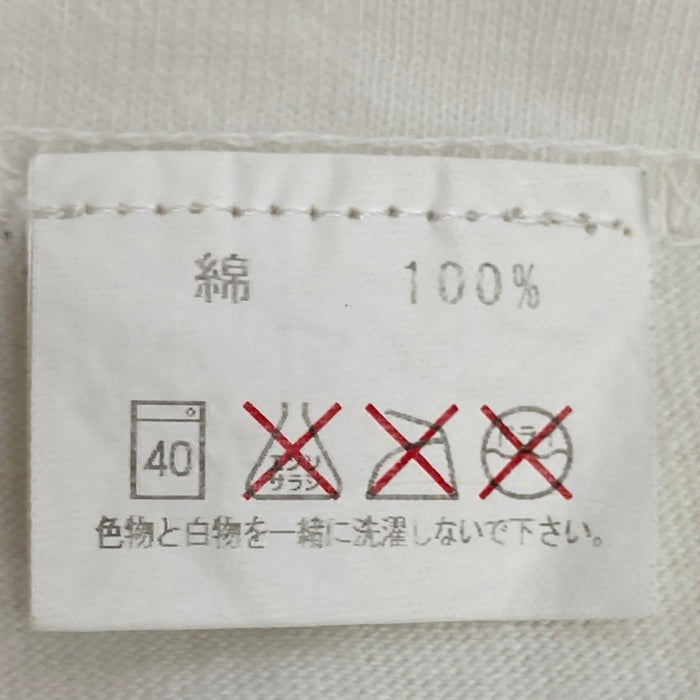 綿 100%
40 エンソ サラシ ドライ
色物と白物を一緒に洗濯しないで下さい。